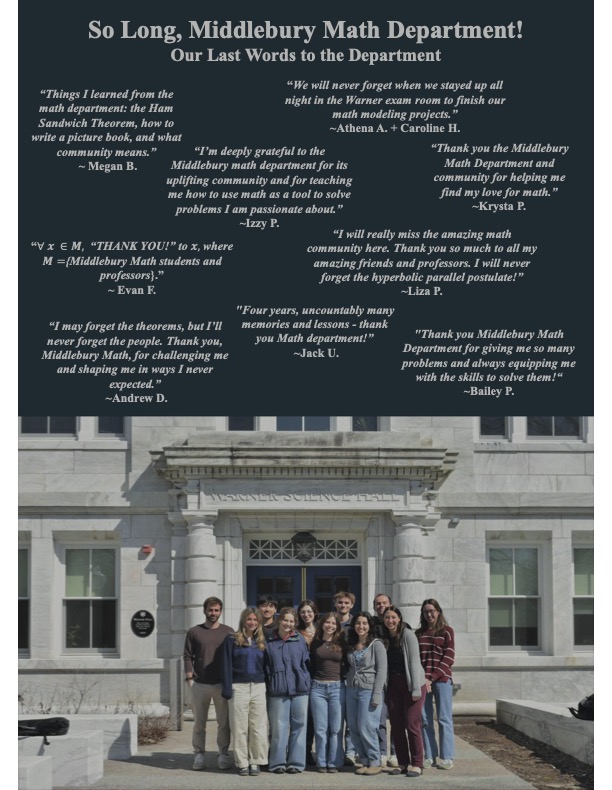 So Long, Middlebury Math Department!
Our Last Words to the Department
“Things I learned from the
math department: the Ham
Sandwich Theorem, how to
write a picture book, and what
community means.”
~ Megan B.
“We will never forget when we stayed up all
night in the Warner exam room to finish our
math modeling projects.”
~Athena A. + Caroline H.
“I’m deeply grateful to the
Middlebury math department for its
uplifting community and for teaching
me how to use math as a tool to solve
problems I am passionate about.”
~Izzy P.
“Thank you the Middlebury
Math Department and
community for helping me
find my love for math.”
~Krysta P.
“∀ x ∈ M, “THANK YOU!” to x, where
M ={Middlebury Math students and
professors}.”
~ Evan F.
“I will really miss the amazing math
community here. Thank you so much to all my
amazing friends and professors. I will never
forget the hyperbolic parallel postulate!”
~Liza P.
"Four years, uncountably many
memories and lessons - thank
you Math department!”
~Jack U.
“I may forget the theorems, but I’ll
never forget the people. Thank you,
Middlebury Math, for challenging me
and shaping me in ways I never
expected.”
~Andrew D.
"Thank you Middlebury Math
Department for giving me so many
problems and always equipping me
with the skills to solve them!“
~Bailey P.
WARNER SCIENCE HALL